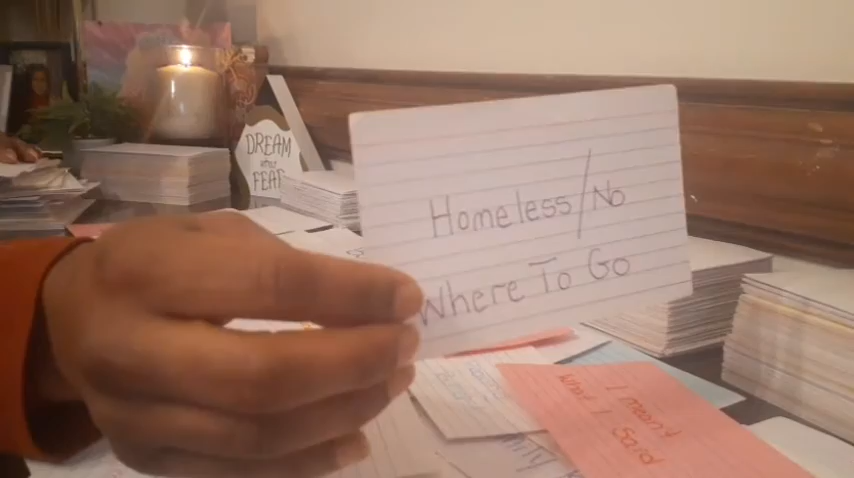 DREAM
FEAR
Homeless/No
Where To Go
I meant
What I
Said